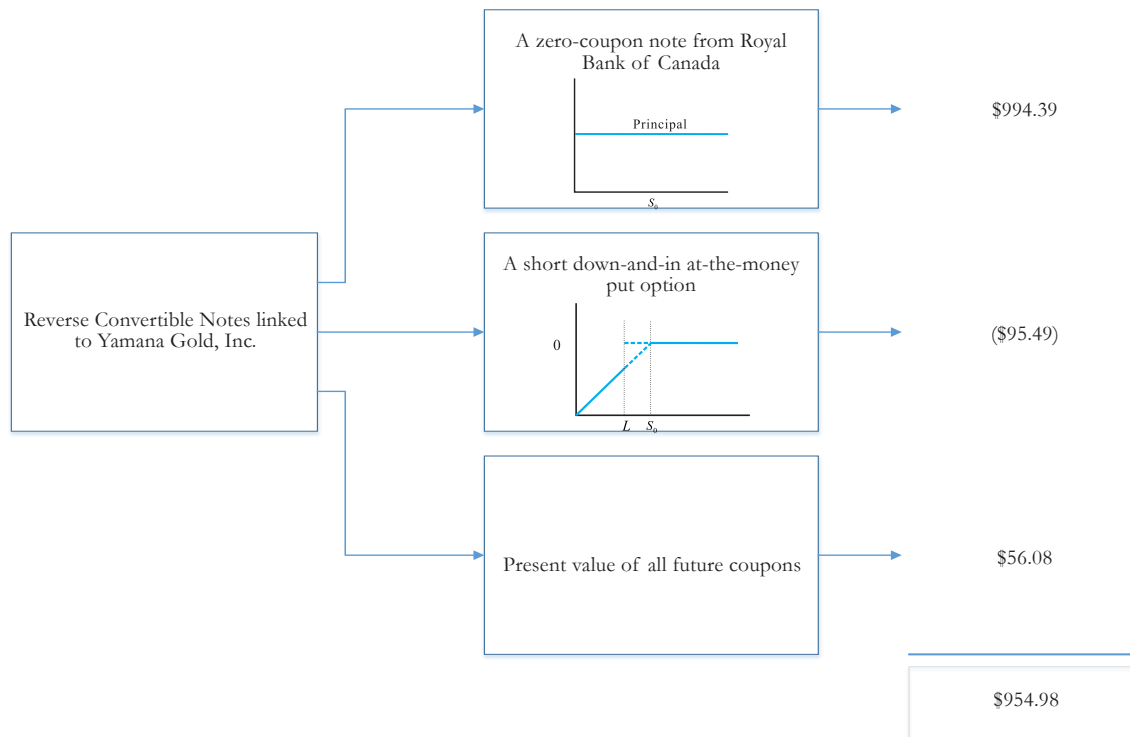 A zero-coupon note from Royal
Bank of Canada
Principal
S₀
$994.39
Reverse Convertible Notes linked
to Yamana Gold, Inc.
A short down-and-in at-the-money
put option
0
L S₀
($95.49)
Present value of all future coupons
$56.08
$954.98